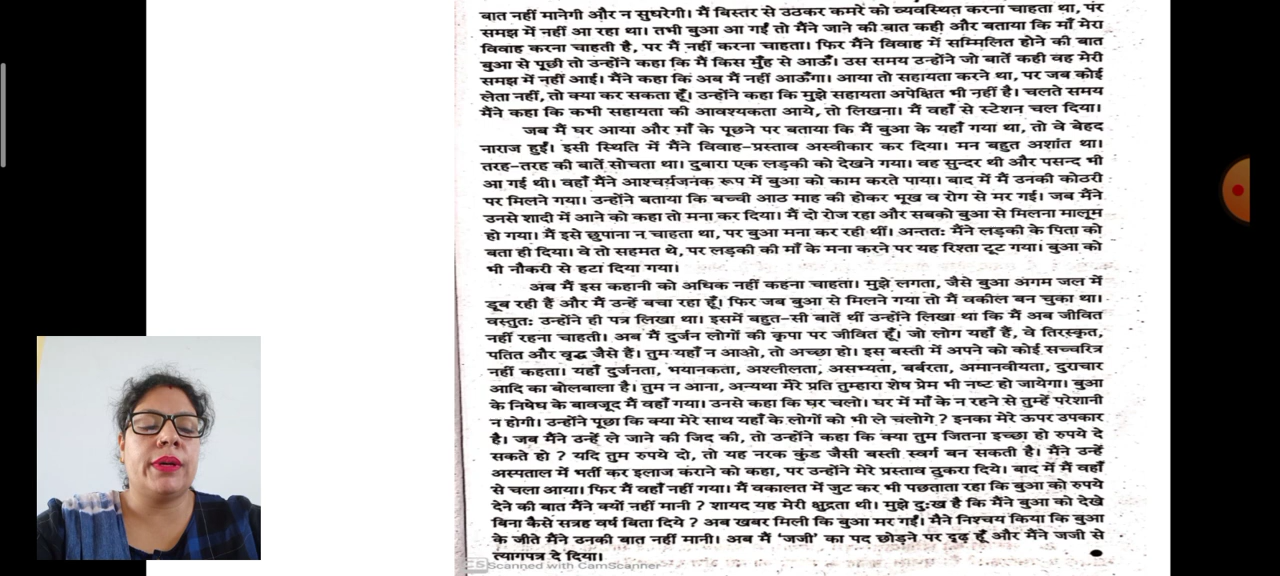 बात नहीं मानेगी और न सुधरेगी। मैं बिस्तर से उठकर कमरे को व्यवस्थित करना चाहता था, पर
समझ में नहीं आ रहा था। तभी बुआ आ गईं तो मैंने जाने की बात कही और बताया कि माँ मेरा
विवाह करना चाहती है, पर मैं नहीं करना चाहता। फिर मैंने विवाह में सम्मिलित होने की बात
बुआ से पूछी तो उन्होंने कहा कि मैं किस मुँह से आऊँ। उस समय उन्होंने जो बातें कही वह मेरी
समझ में नहीं आई। मैंने कहा कि अब मैं नहीं आऊँगा। आया तो सहायता करने था, पर जब कोई
लेता नहीं, तो क्या कर सकता हूँ। उन्होंने कहा कि मुझे सहायता अपेक्षित भी नहीं है। चलते समय
मैंने कहा कि कभी सहायता की आवश्यकता आये, तो लिखना। मैं वहाँ से स्टेशन चल दिया।
जब मैं घर आया और माँ के पूछने पर बताया कि मैं बुआ के यहाँ गया था, तो वे बेहद
नाराज हुईं। इसी स्थिति में मैंने विवाह-प्रस्ताव अस्वीकार कर दिया। मन बहुत अशांत था।
तरह-तरह की बातें सोचता था। दुबारा एक लड़की को देखने गया। वह सुन्दर थी और पसन्द भी
आ गई थी। वहाँ मैंने आश्चर्यजनक रूप में बुआ को काम करते पाया। बाद में मैं उनकी कोठरी
पर मिलने गया। उन्होंने बताया कि बच्ची आठ माह की होकर भूख व रोग से मर गई। जब मैंने
उनसे शादी में आने को कहा तो मना कर दिया। मैं दो रोज रहा और सबको बुआ से मिलना मालूम
हो गया। मैं इसे छुपाना न चाहता था, पर बुआ मना कर रही थीं। अन्ततः मैंने लड़की के पिता को
बता ही दिया। वे तो सहमत थे, पर लड़की की माँ के मना करने पर यह रिश्ता टूट गया। बुआ को
भी नौकरी से हटा दिया गया।
अब मैं इस कहानी को अधिक नहीं कहना चाहता। मुझे लगता, जैसे बुआ अगम जल में
डूब रही हैं और मैं उन्हें बचा रहा हूँ। फिर जब बुआ से मिलने गया तो मैं वकील बन चुका था।
वस्तुतः उन्होंने ही पत्र लिखा था। इसमें बहुत-सी बातें थीं उन्होंने लिखा था कि मैं अब जीवित
नहीं रहना चाहती। अब मैं दुर्जन लोगों की कृपा पर जीवित हूँ। जो लोग यहाँ हैं, वे तिरस्कृत,
पतित और वृद्ध जैसे हैं। तुम यहाँ न आओ, तो अच्छा हो। इस बस्ती में अपने को कोई सच्चरित्र
नहीं कहता। यहाँ दुर्जनता, भयानकता, अश्लीलता, असभ्यता, बर्बरता, अमानवीयता, दुराचार
आदि का बोलबाला है। तुम न आना, अन्यथा मेरे प्रति तुम्हारा शेष प्रेम भी नष्ट हो जायेगा। बुआ
के निषेध के बावजूद मैं वहाँ गया। उनसे कहा कि घर चलो। घर में माँ के न रहने से तुम्हें परेशानी
न होगी। उन्होंने पूछा कि क्या मेरे साथ यहाँ के लोगों को भी ले चलोगे ? इनका मेरे ऊपर उपकार
है। जब मैंने उन्हें ले जाने की जिद की, तो उन्होंने कहा कि क्या तुम जितना इच्छा हो रुपये दे
सकते हो ? यदि तुम रुपये दो, तो यह नरक कुंड जैसी बस्ती स्वर्ग बन सकती है। मैंने उन्हें
अस्पताल में भर्ती कर इलाज कराने को कहा, पर उन्होंने मेरे प्रस्ताव ठुकरा दिये। बाद में मैं वहाँ
से चला आया। फिर मैं वहाँ नहीं गया। मैं वकालत में जुट कर भी पछताता रहा कि बुआ को रुपये
देने की बात मैंने क्यों नहीं मानी ? शायद यह मेरी क्षुद्रता थी। मुझे दुःख है कि मैंने बुआ को देखे
बिना कैसे सत्रह वर्ष बिता दिये ? अब खबर मिली कि बुआ मर गईं। मैंने निश्चय किया कि बुआ
के जीते मैंने उनकी बात नहीं मानी। अब मैं 'जजी' का पद छोड़ने पर दृढ़ हूँ और मैंने जजी से
त्यागपत्र दे दिया।
CS Scanned with CamScanner